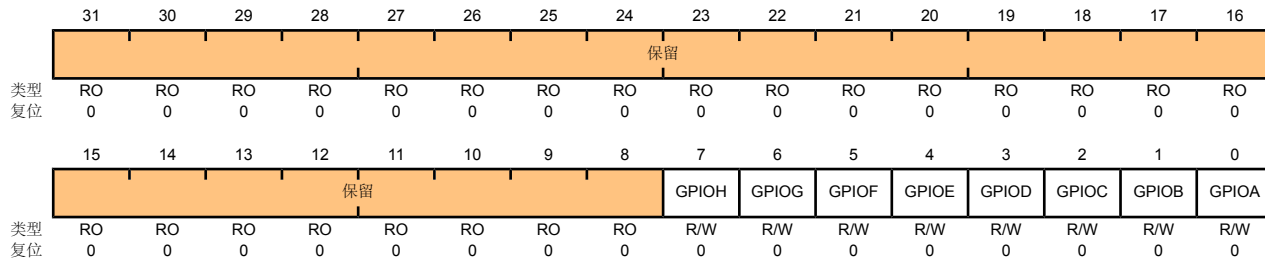 31 30 29 28 27 26 25 24 23 22 21 20 19 18 17 16
保留
类型 RO RO RO RO RO RO RO RO RO RO RO RO RO RO RO RO
复位 0 0 0 0 0 0 0 0 0 0 0 0 0 0 0 0
15 14 13 12 11 10 9 8 7 6 5 4 3 2 1 0
保留 GPIOH GPIOG GPIOF GPIOE GPIOD GPIOC GPIOB GPIOA
类型 RO RO RO RO RO RO RO RO R/W R/W R/W R/W R/W R/W R/W R/W
复位 0 0 0 0 0 0 0 0 0 0 0 0 0 0 0 0